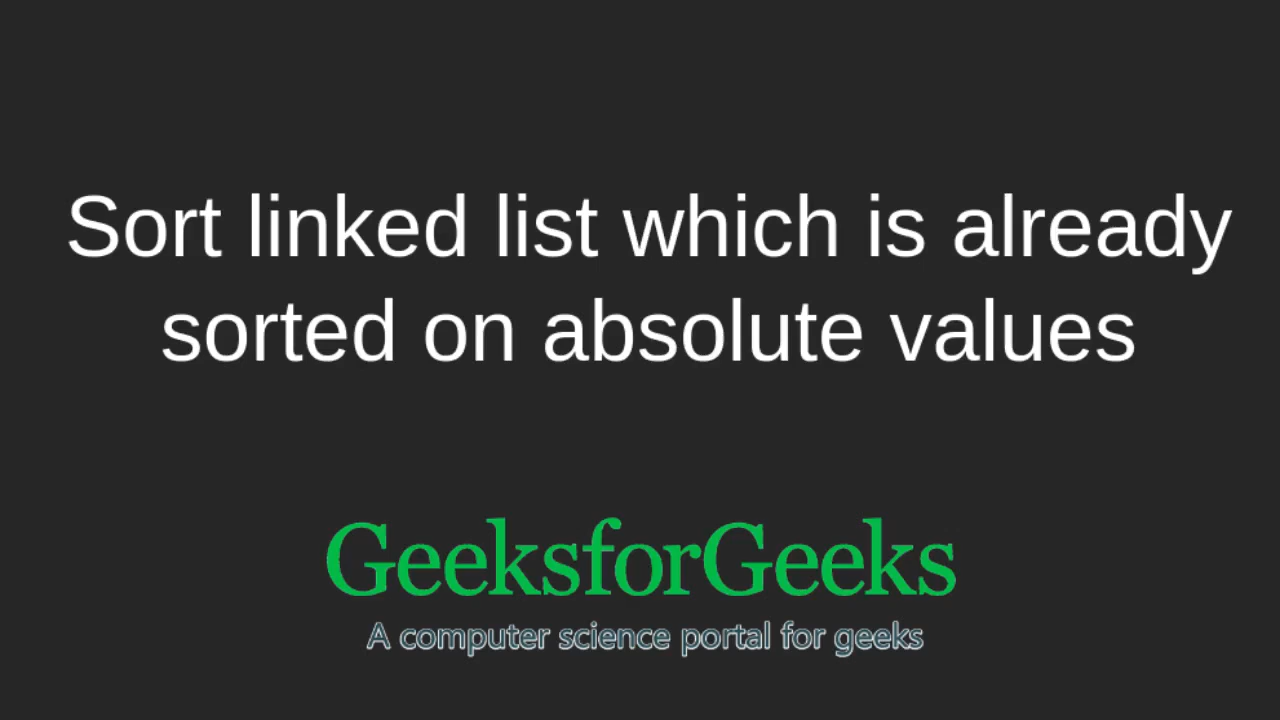 Sort linked list which is already
sorted on absolute values
GeeksforGeeks
A computer science portal for geeks